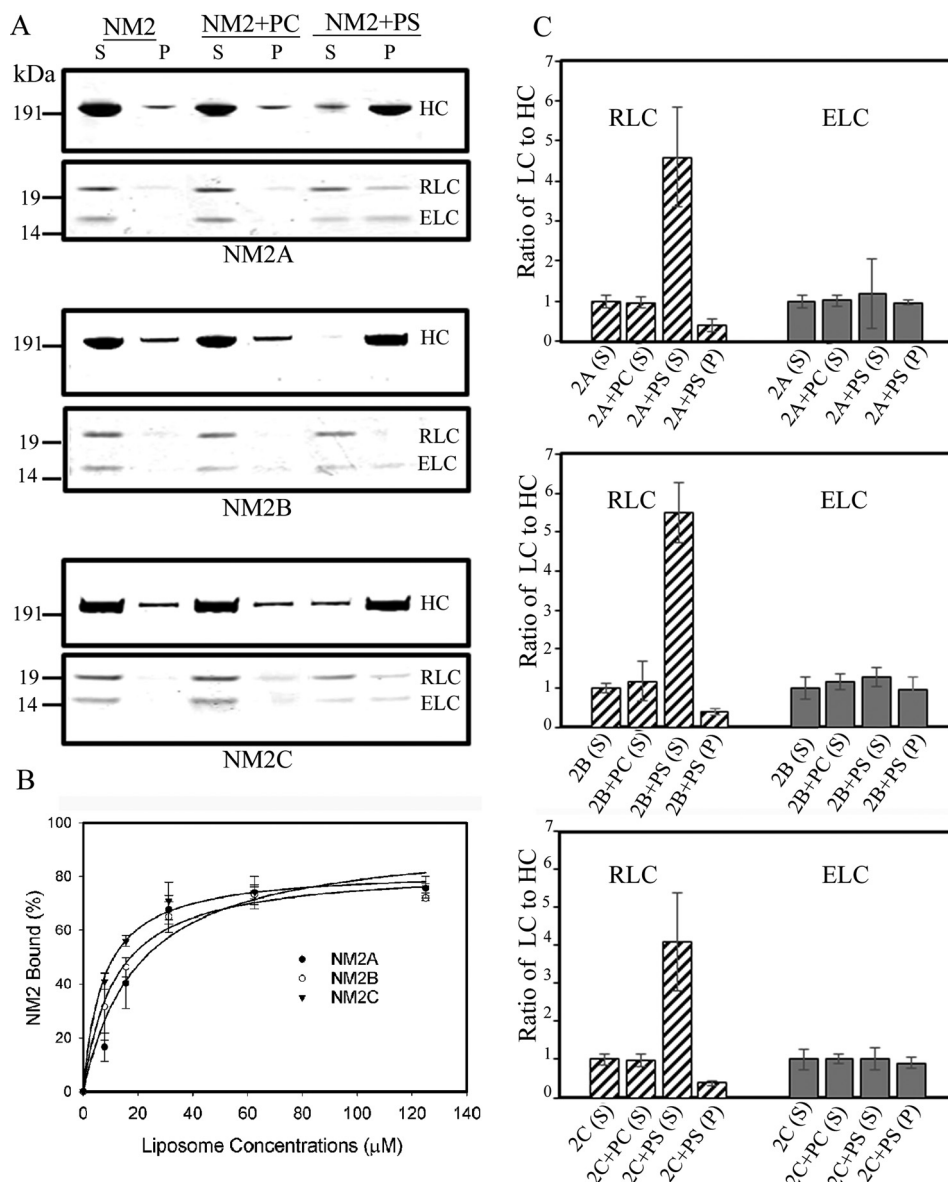 A
NM2 NM2+PC NM2+PS
S P S P S P
kDa
191 HC
19 RLC
14 ELC
NM2A
191 HC
19 RLC
14 ELC
NM2B
191 HC
19 RLC
14 ELC
NM2C
B
NM2 Bound (%)
100
80
60
40
20
0
NM2A
NM2B
NM2C
0 20 40 60 80 100 120 140
Liposome Concentrations (μM)
C
Ratio of LC to HC
7
6
5
4
3
2
1
0
RLC ELC
2A (S) 2A+PC (S) 2A+PS (S) 2A+PS (P) 2A (S) 2A+PC (S) 2A+PS (S) 2A+PS (P)
Ratio of LC to HC
7
6
5
4
3
2
1
0
RLC ELC
2B (S) 2B+PC (S) 2B+PS (S) 2B+PS (P) 2B (S) 2B+PC (S) 2B+PS (S) 2B+PS (P)
Ratio of LC to HC
7
6
5
4
3
2
1
0
RLC ELC
2C (S) 2C+PC (S) 2C+PS (S) 2C+PS (P) 2C (S) 2C+PC (S) 2C+PS (S) 2C+PS (P)